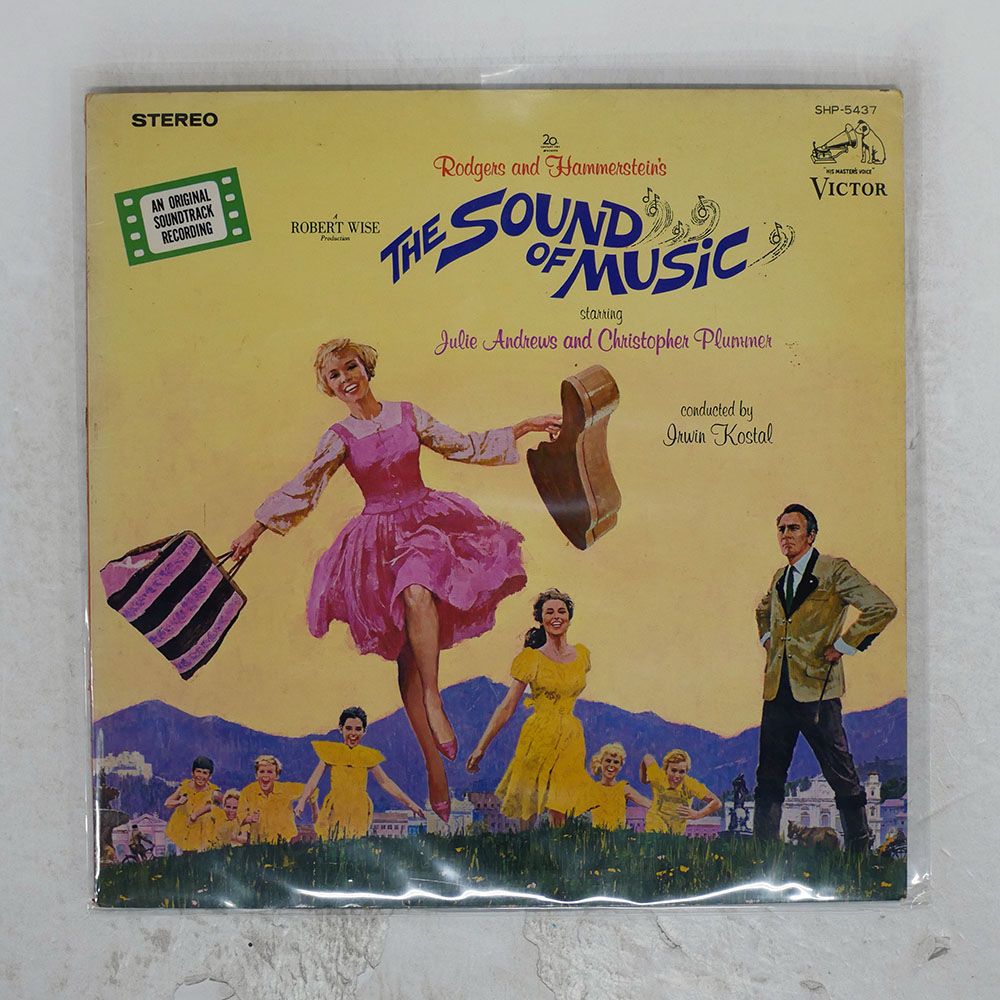 STEREO
SHP-5437
20
Rodgers and Hammerstein's
"HIS MASTER'S VOICE"
VICTOR
AN ORIGINAL
SOUNDTRACK
RECORDING
A
ROBERT WISE
Production
THE SOUND
OF MUSIC
starring
Julie Andrews and Christopher Plummer
conducted by
Irwin Kostal